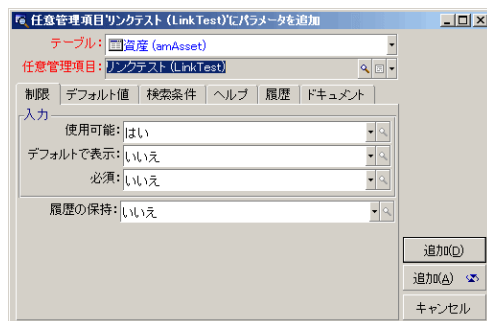 任意管理項目'リンクテスト (LinkTest)'にパラメータを追加
テーブル: 資産 (amAsset)
任意管理項目: リンクテスト (LinkTest)
制限 デフォルト値 検索条件 ヘルプ 履歴 ドキュメント
入力
使用可能: はい
デフォルトで表示: いいえ
必須: いいえ
履歴の保持: いいえ
追加(D)
追加(A)
キャンセル